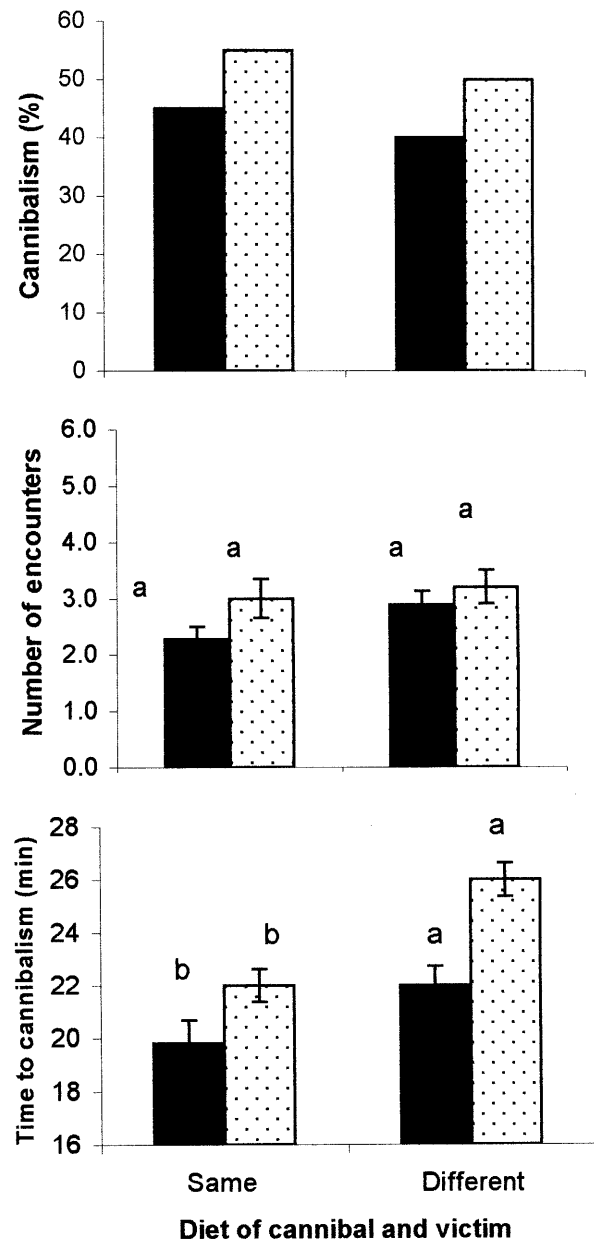 60
50
40
30
20
10
0
Cannibalism (%)
6.0
5.0
4.0
3.0
2.0
1.0
0.0
Number of encounters
a
a
a
a
28
26
24
22
20
18
16
Time to cannibalism (min)
b
b
a
a
Same Different
Diet of cannibal and victim